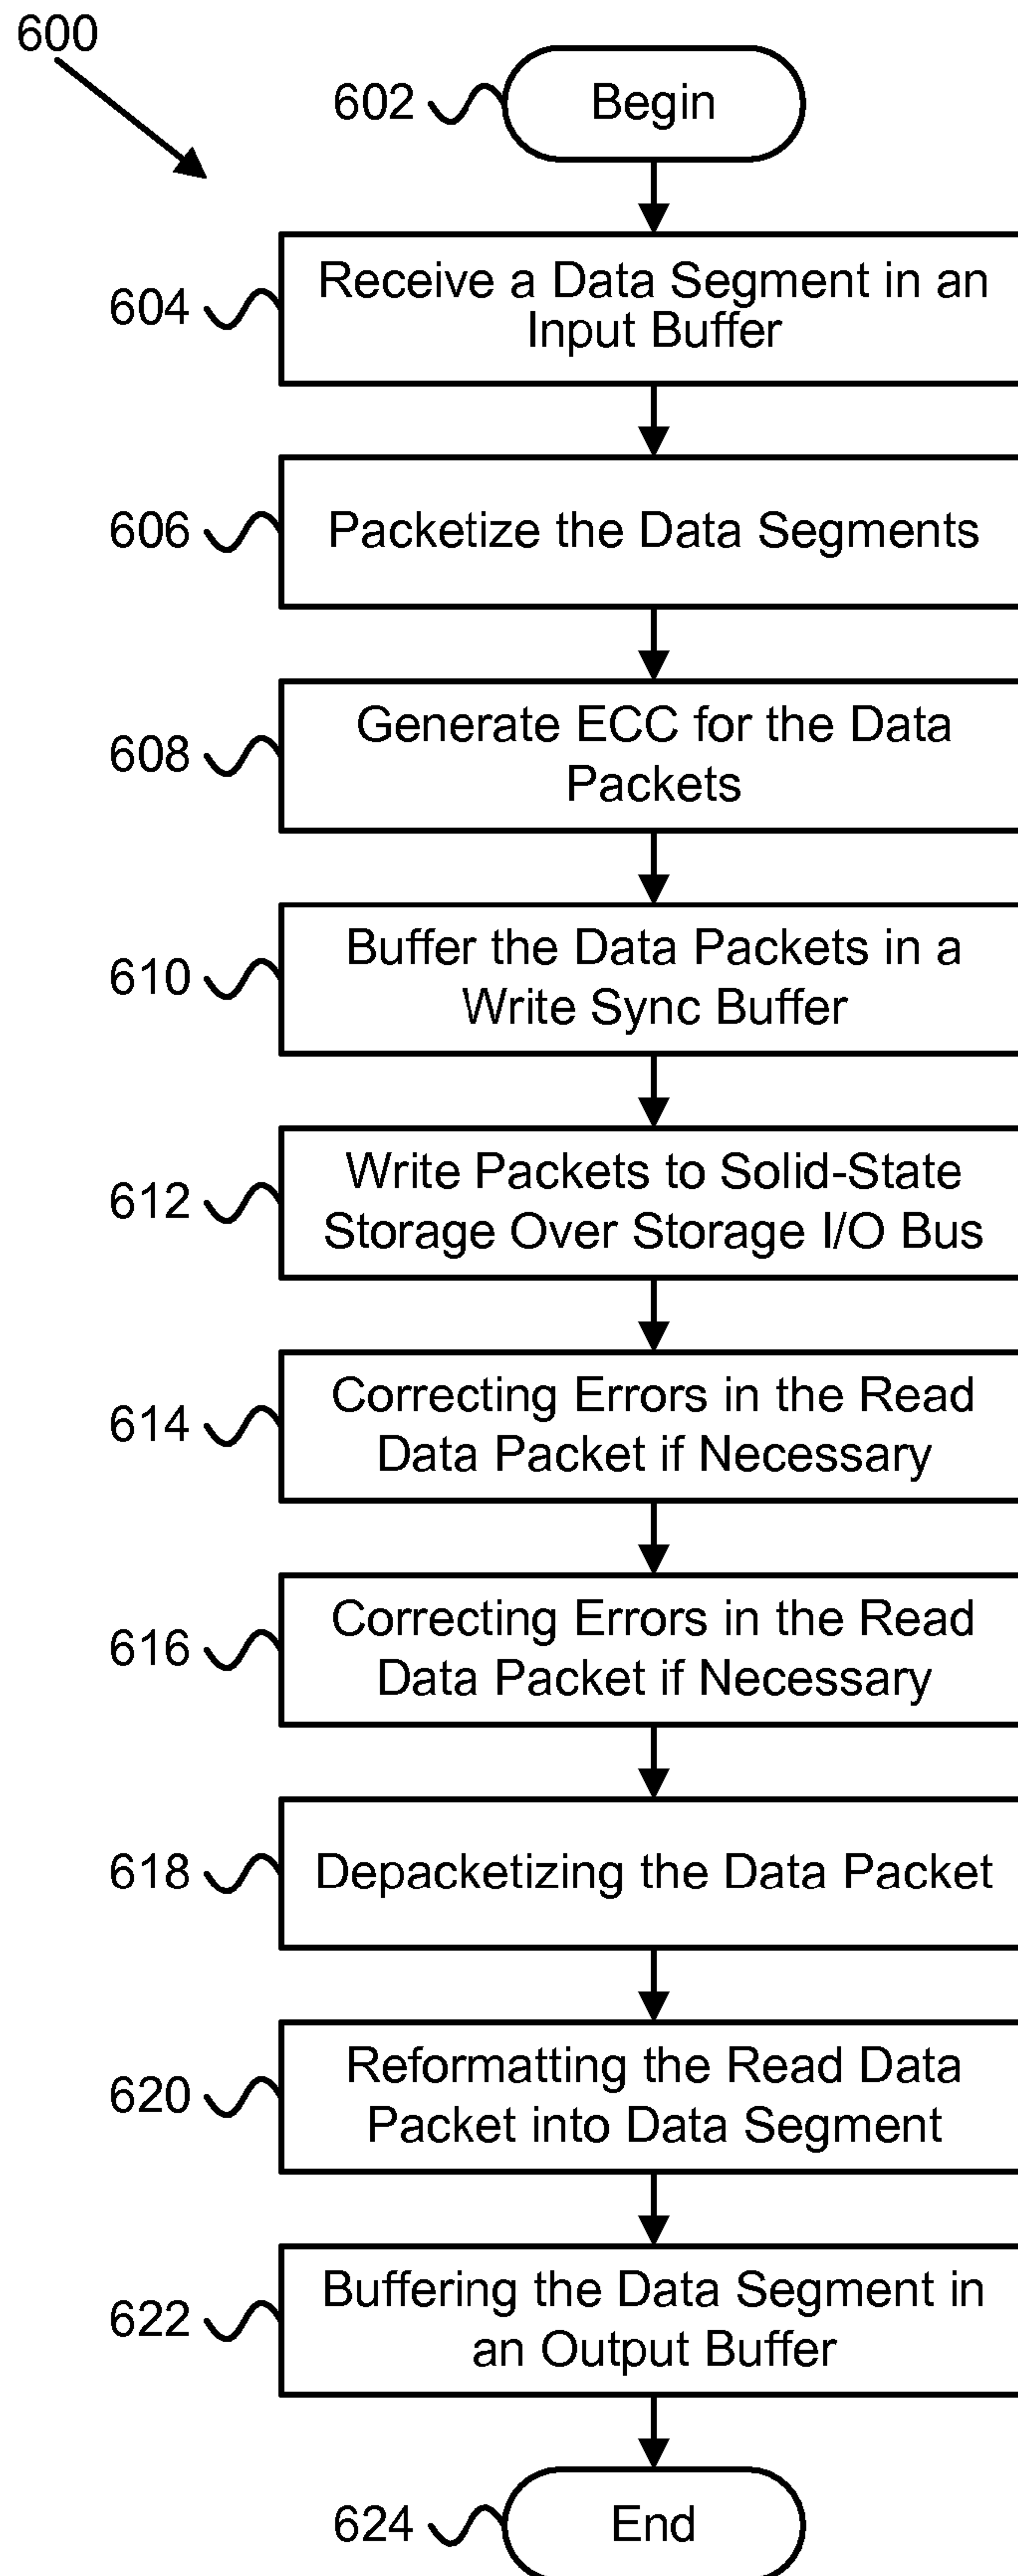 600
602
Begin
604
Receive a Data Segment in an
Input Buffer
606
Packetize the Data Segments
608
Generate ECC for the Data
Packets
610
Buffer the Data Packets in a
Write Sync Buffer
612
Write Packets to Solid-State
Storage Over Storage I/O Bus
614
Correcting Errors in the Read
Data Packet if Necessary
616
Correcting Errors in the Read
Data Packet if Necessary
618
Depacketizing the Data Packet
620
Reformatting the Read Data
Packet into Data Segment
622
Buffering the Data Segment in
an Output Buffer
624
End